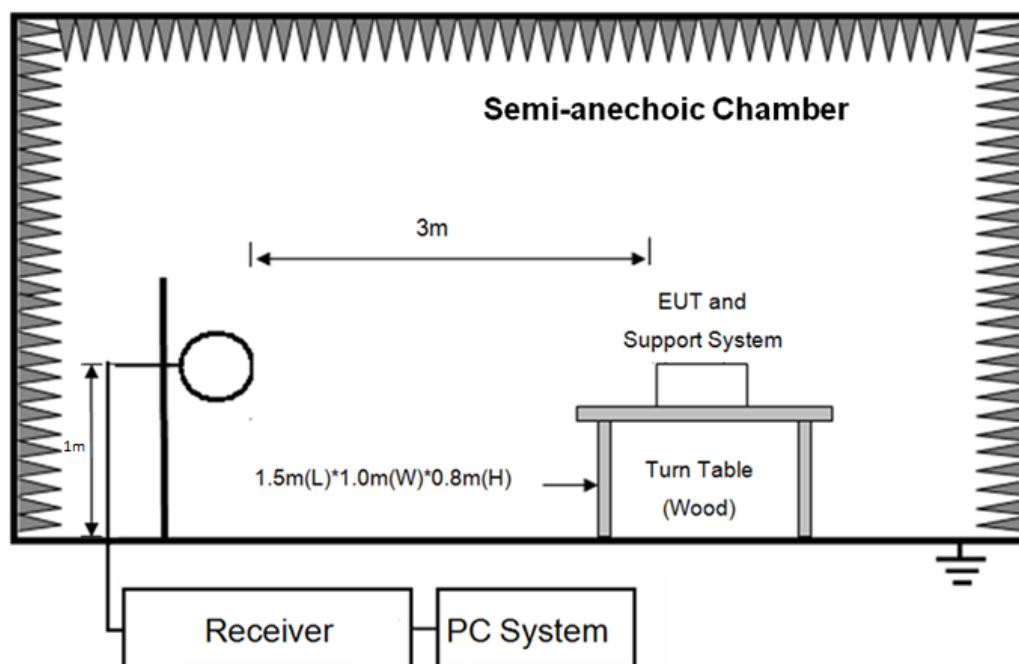 Semi-anechoic Chamber
3m
EUT and
Support System
1m
1.5m(L)*1.0m(W)*0.8m(H)
Turn Table
(Wood)
Receiver
PC System